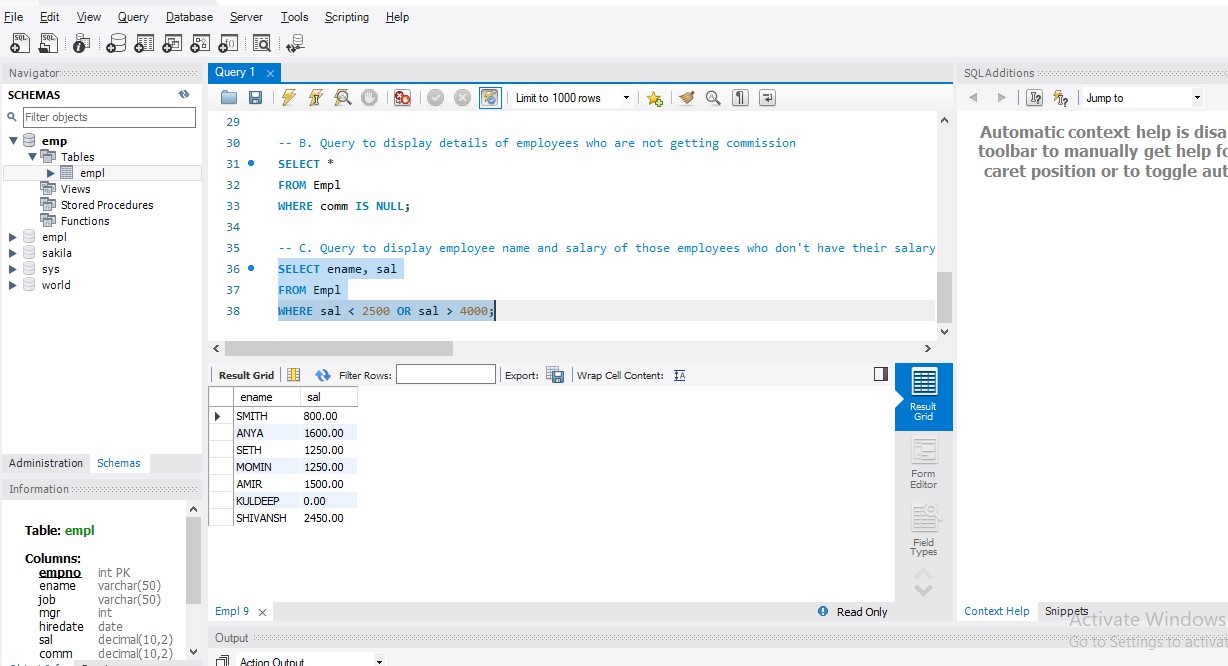 File Edit View Query Database Server Tools Scripting Help
Navigator
SCHEMAS
Filter objects
emp
Tables
empl
Views
Stored Procedures
Functions
empl
sakila
sys
world
Administration Schemas
Information
Table: empl
Columns:
empno int PK
ename varchar(50)
job varchar(50)
mgr int
hiredate date
sal decimal(10,2)
comm decimal(10,2)
Query 1
Limit to 1000 rows
29
30 -- B. Query to display details of employees who are not getting commission
31 SELECT *
32 FROM Empl
33 WHERE comm IS NULL;
34
35 -- C. Query to display employee name and salary of those employees who don't have their salary
36 SELECT ename, sal
37 FROM Empl
38 WHERE sal < 2500 OR sal > 4000;
Result Grid Filter Rows: Export: Wrap Cell Content:
ename sal
SMITH 800.00
ANYA 1600.00
SETH 1250.00
MOMIN 1250.00
AMIR 1500.00
KULDEEP 0.00
SHIVANSH 2450.00
Result
Grid
Form
Editor
Field
Types
Empl 9 Read Only
Output
Action Output
SQLAdditions
Jump to
Automatic context help is disa
toolbar to manually get help fo
caret position or to toggle aut
Context Help Snippets
Activate Windows
Go to Settings to activat